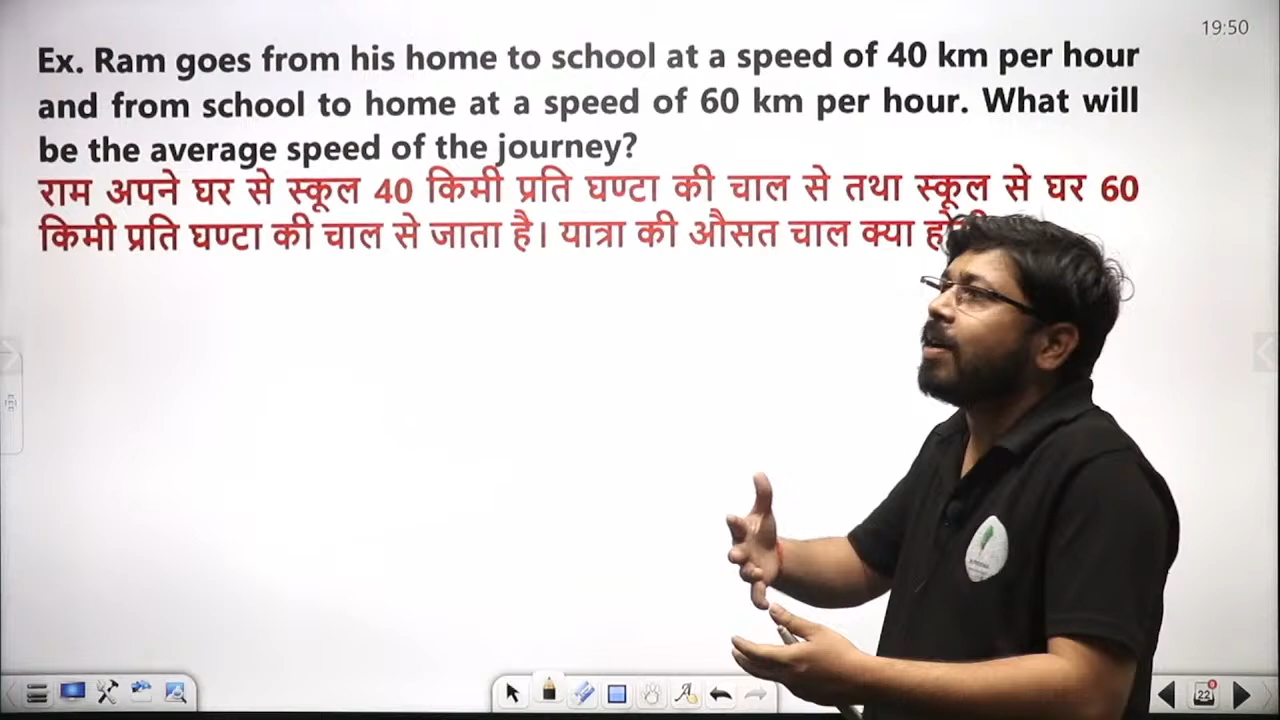 19:50
Ex. Ram goes from his home to school at a speed of 40 km per hour
and from school to home at a speed of 60 km per hour. What will
be the average speed of the journey?
राम अपने घर से स्कूल 40 किमी प्रति घण्टा की चाल से तथा स्कूल से घर 60
किमी प्रति घण्टा की चाल से जाता है। यात्रा की औसत चाल क्या
22